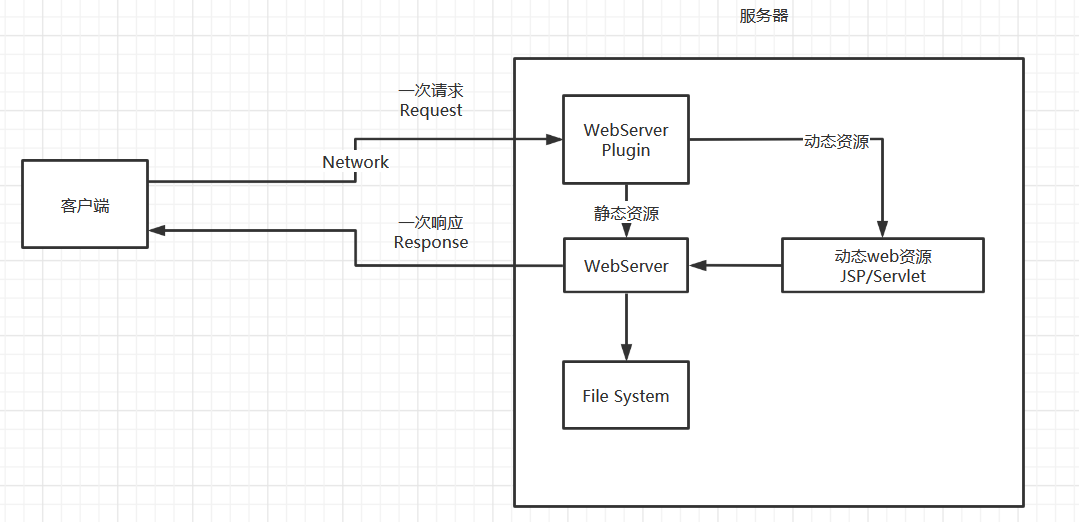 服务器
一次请求
Request
Network
客户端
一次响应
Response
WebServer
Plugin
动态资源
静态资源
WebServer
动态web资源
JSP/Servlet
File System